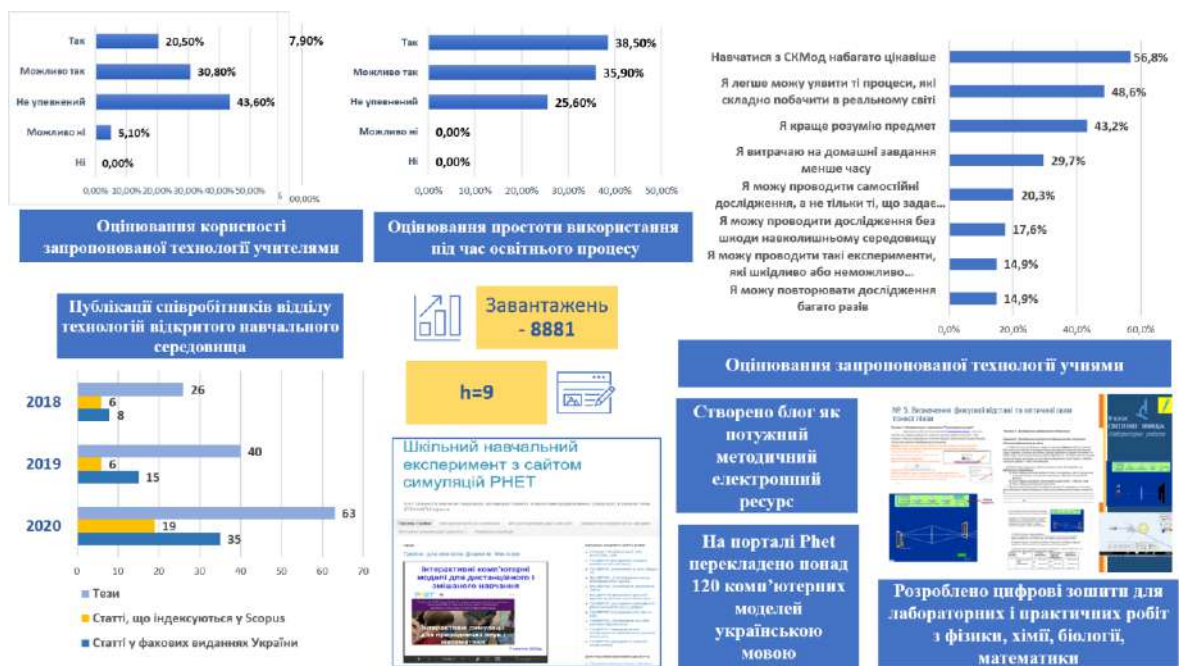 Так
20,50%
7,90%
Можливо так
30,80%
Не упевнений
43,60%
Можливо ні
5,10%
Ні
0,00%
0,00% 10,00% 20,00% 30,00% 40,00% 50,00%
00,00%
Оцінювання корисності
запропонованої технології учителями
Так
38,50%
Можливо так
35,90%
Не упевнений
25,60%
Можливо ні
0,00%
Ні
0,00%
0,00% 10,00% 20,00% 30,00% 40,00% 50,00%
Оцінювання простоти використання
під час освітнього процесу
Навчатися з СКМод набагато цікавіше
56,8%
Я легше можу уявити ті процеси, які
складно побачити в реальному світі
48,6%
Я краще розумію предмет
43,2%
Я витрачаю на домашні завдання
менше часу
29,7%
Я можу проводити самостійні
дослідження, а не тільки ті, що задає...
20,3%
Я можу проводити дослідження без
шкоди навколишньому середовищу
17,6%
Я можу проводити такі експерименти,
які шкідливо або неможливо...
14,9%
Я можу повторювати дослідження
багато разів
14,9%
0,0% 20,0% 40,0% 60,0%
Оцінювання запропонованої технології учнями
Публікації співробітників відділу
технологій відкритого навчального
середовища
2018
26
6
8
2019
40
6
15
2020
63
19
35
0 10 20 30 40 50 60 70
Тези
Статті, що індексуються у Scopus
Статті у фахових виданнях України
Завантажень
- 8881
h=9
Шкільний навчальний
експеримент з сайтом
симуляцій PHET
Інтерактивні комп'ютерні
моделі для дистанційного і
змішаного навчання
Створено блог як
потужний
методичний
електронний
ресурс
На порталі Phet
перекладено понад
120 комп’ютерних
моделей
українською
мовою
Розроблено цифрові зошити для
лабораторних і практичних робіт
з фізики, хімії, біології,
математики